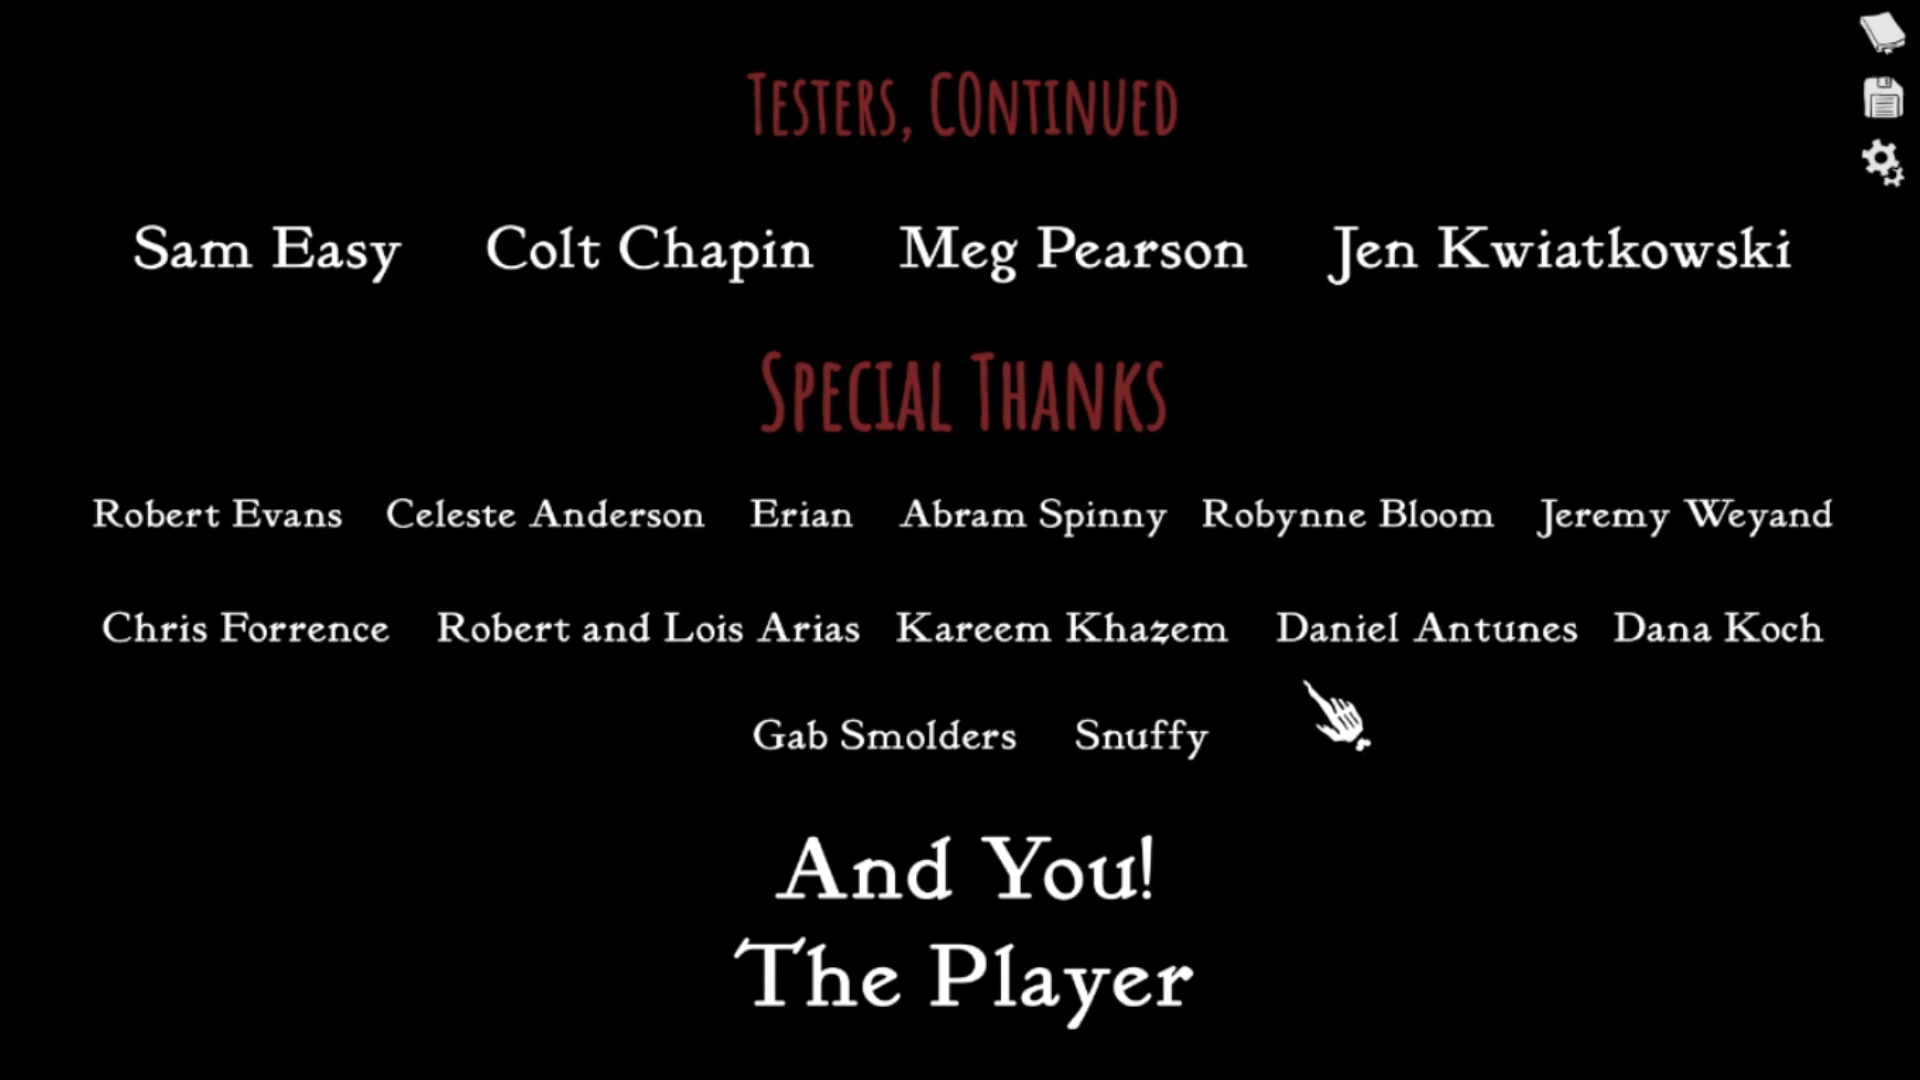 Testers, COntinued
Sam Easy Colt Chapin Meg Pearson Jen Kwiatkowski
Special Thanks
Robert Evans Celeste Anderson Erian Abram Spinny Robynne Bloom Jeremy Weyand
Chris Forrence Robert and Lois Arias Kareem Khazem Daniel Antunes Dana Koch
Gab Smolders Snuffy
And You!
The Player